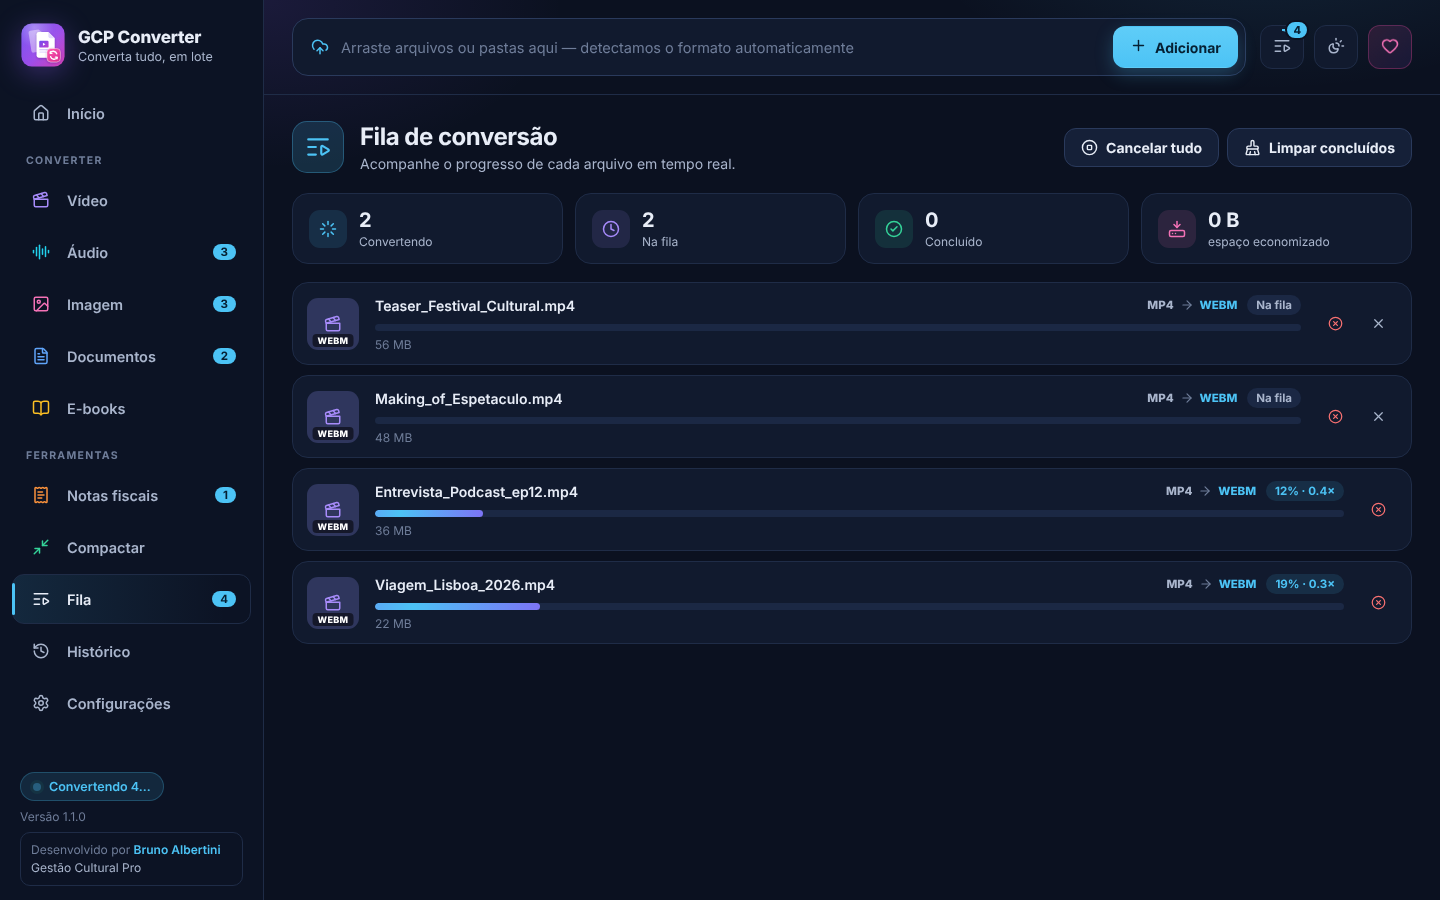 GCP Converter
Converta tudo, em lote
Início
CONVERTER
Vídeo
Áudio 3
Imagem 3
Documentos 2
E-books
FERRAMENTAS
Notas fiscais 1
Compactar
Fila 4
Histórico
Configurações
Convertendo 4...
Versão 1.1.0
Desenvolvido por Bruno Albertini
Gestão Cultural Pro
Arraste arquivos ou pastas aqui — detectamos o formato automaticamente
Adicionar
4
Fila de conversão
Acompanhe o progresso de cada arquivo em tempo real.
Cancelar tudo
Limpar concluídos
2
Convertendo
2
Na fila
0
Concluído
0 B
espaço economizado
WEBM
Teaser_Festival_Cultural.mp4
MP4 → WEBM Na fila
56 MB
WEBM
Making_of_Espetaculo.mp4
MP4 → WEBM Na fila
48 MB
WEBM
Entrevista_Podcast_ep12.mp4
MP4 → WEBM 12% · 0.4×
36 MB
WEBM
Viagem_Lisboa_2026.mp4
MP4 → WEBM 19% · 0.3×
22 MB